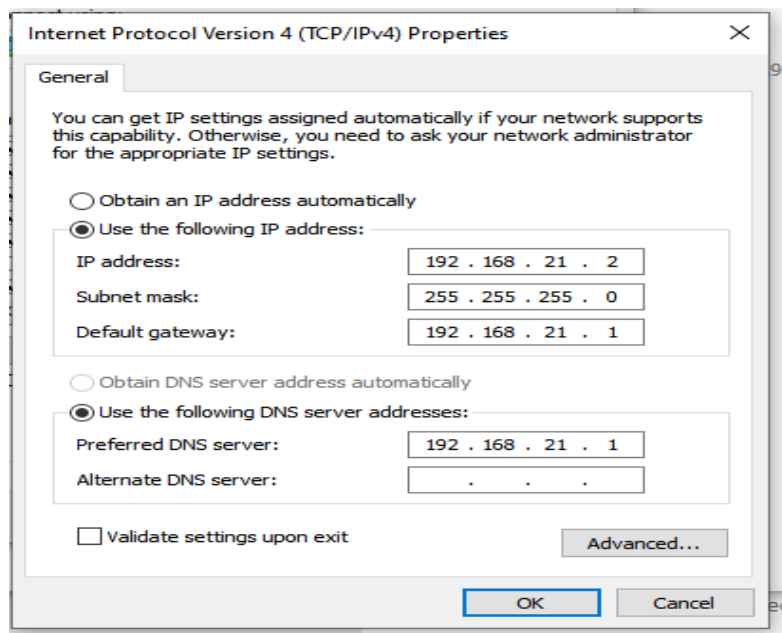 Internet Protocol Version 4 (TCP/IPv4) Properties
General
You can get IP settings assigned automatically if your network supports
this capability. Otherwise, you need to ask your network administrator
for the appropriate IP settings.
Obtain an IP address automatically
Use the following IP address:
IP address: 192 . 168 . 21 . 2
Subnet mask: 255 . 255 . 255 . 0
Default gateway: 192 . 168 . 21 . 1
Obtain DNS server address automatically
Use the following DNS server addresses:
Preferred DNS server: 192 . 168 . 21 . 1
Alternate DNS server: . . .
Validate settings upon exit
Advanced...
OK Cancel